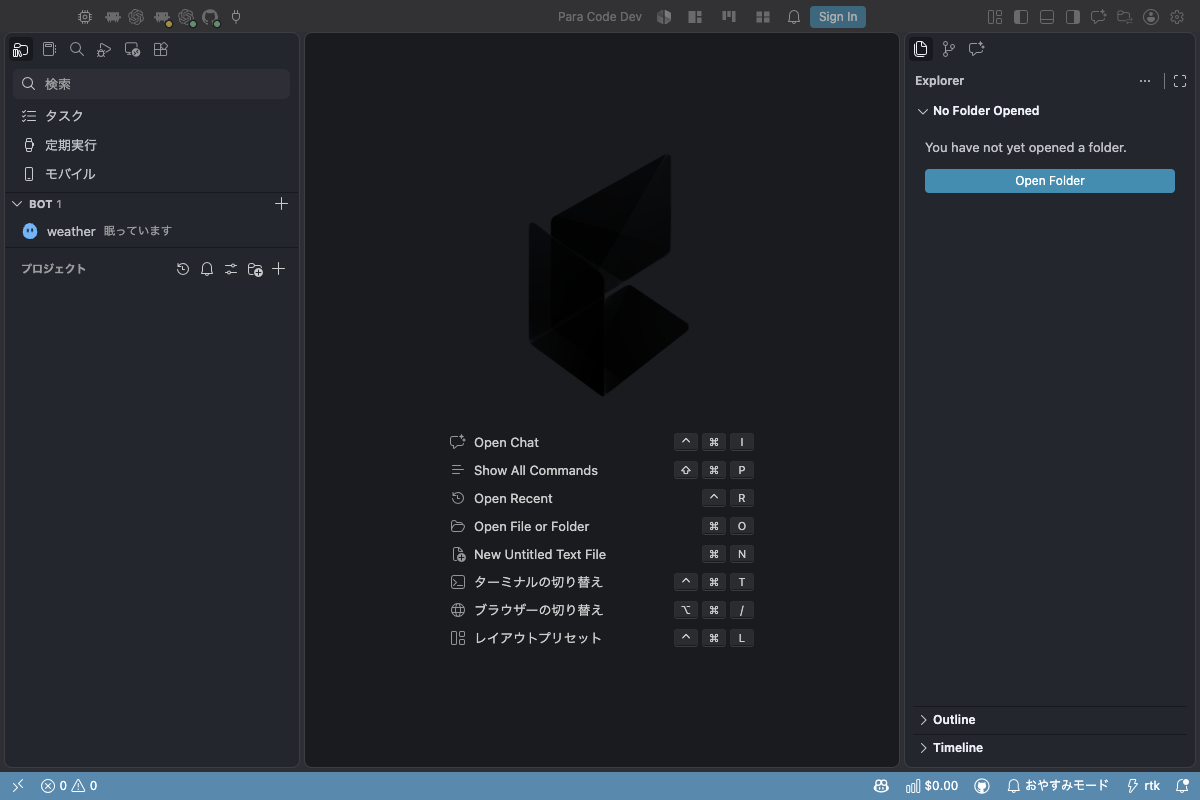 Para Code Dev
Sign In
検索
タスク
定期実行
モバイル
BOT 1
weather 眠っています
プロジェクト
Open Chat ^ ⌘ I
Show All Commands ⇧ ⌘ P
Open Recent ^ R
Open File or Folder ⌘ O
New Untitled Text File ⌘ N
ターミナルの切り替え ^ ⌘ T
ブラウザーの切り替え ⌥ ⌘ /
レイアウトプリセット ^ ⌘ L
Explorer
No Folder Opened
You have not yet opened a folder.
Open Folder
Outline
Timeline
0 0
$0.00
おやすみモード
rtk